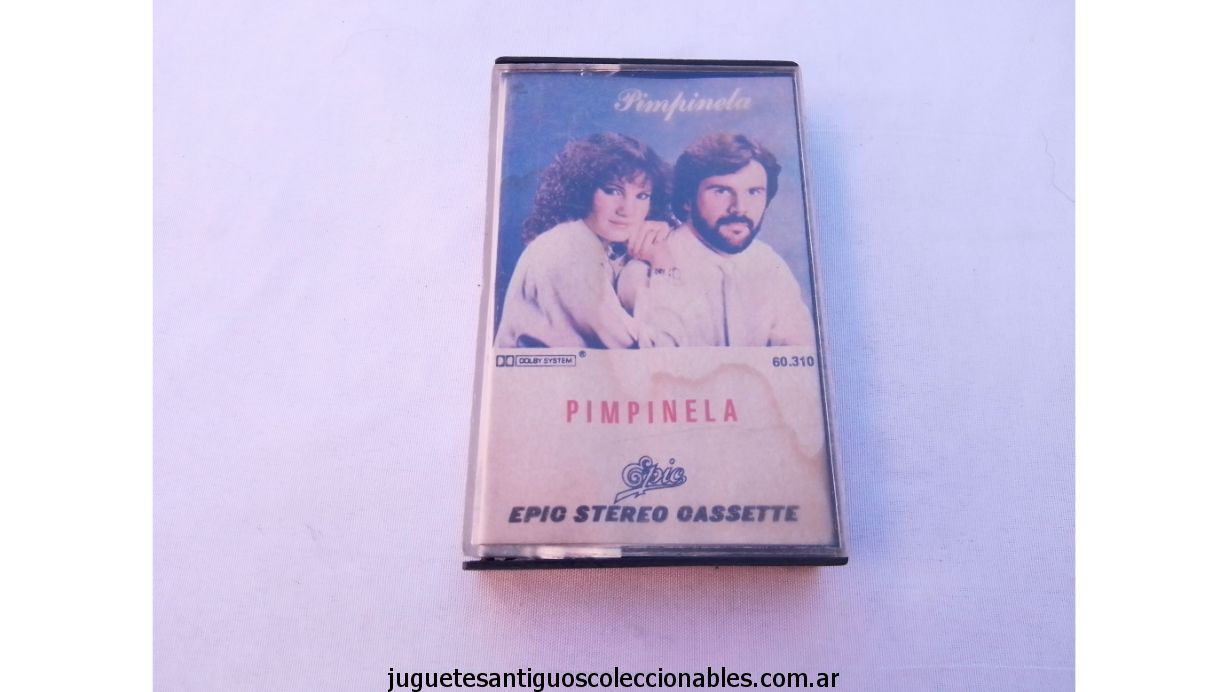 Pimpinela
DOLBY SYSTEM ®
60.310
PIMPINELA
Epic
EPIC STEREO CASSETTE
juguetesantiguoscoleccionables.com.ar